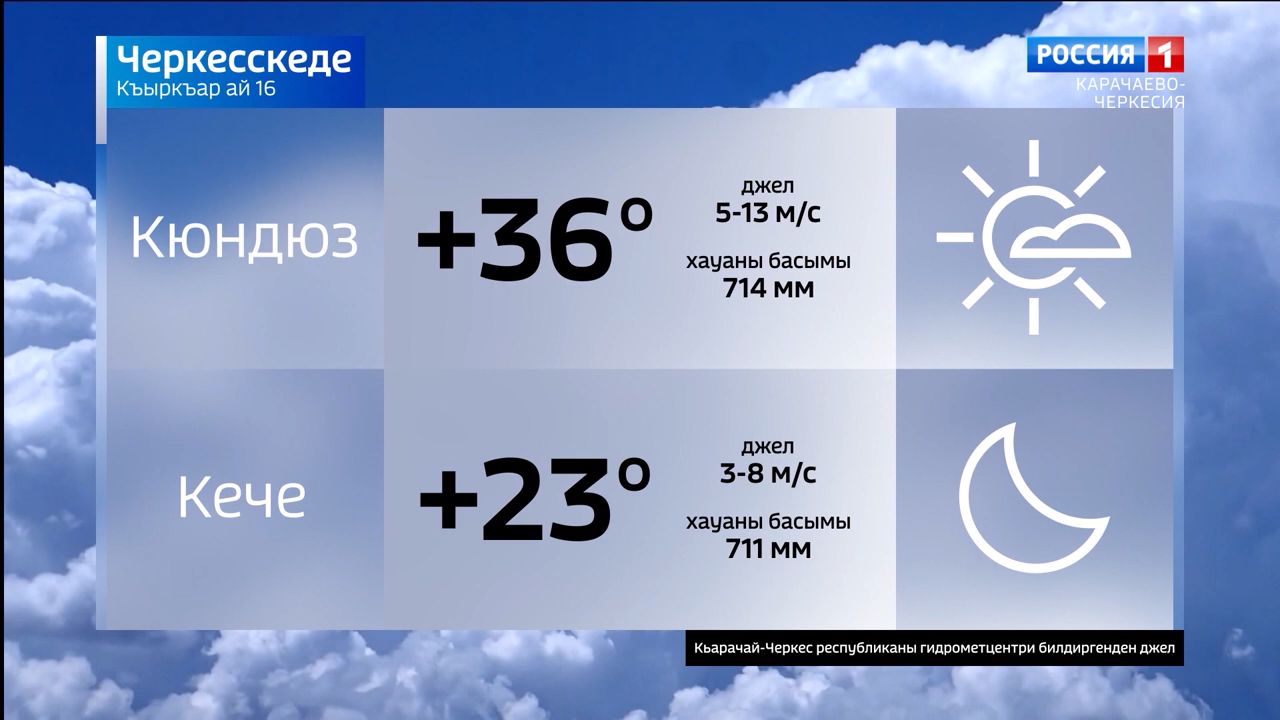 Черкесскеде
Къыркъар ай 16
РОССИЯ 1
КАРАЧАЕВО-
ЧЕРКЕСИЯ
Кюндюз
+36°
джел
5-13 м/с
хауаны басымы
714 мм
Кече
+23°
джел
3-8 м/с
хауаны басымы
711 мм
Кьарачай-Черкес республиканы гидрометцентри билдиргенден джел